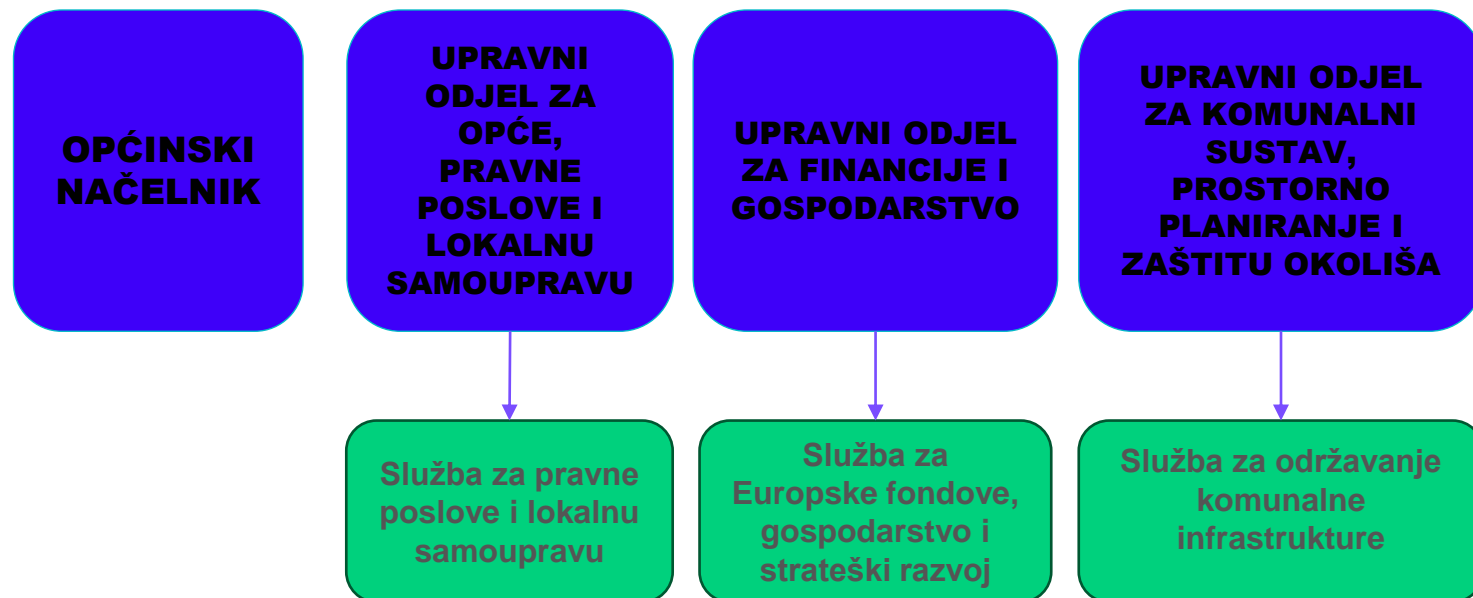 OPĆINSKI
NAČELNIK
UPRAVNI
ODJEL ZA
OPĆE,
PRAVNE
POSLOVE I
LOKALNU
SAMOUPRAVU
UPRAVNI ODJEL
ZA FINANCIJE I
GOSPODARSTVO
UPRAVNI ODJEL
ZA KOMUNALNI
SUSTAV,
PROSTORNO
PLANIRANJE I
ZAŠTITU OKOLIŠA
Služba za pravne
poslove i lokalnu
samoupravu
Služba za
Europske fondove,
gospodarstvo i
strateški razvoj
Služba za održavanje
komunalne
infrastrukture